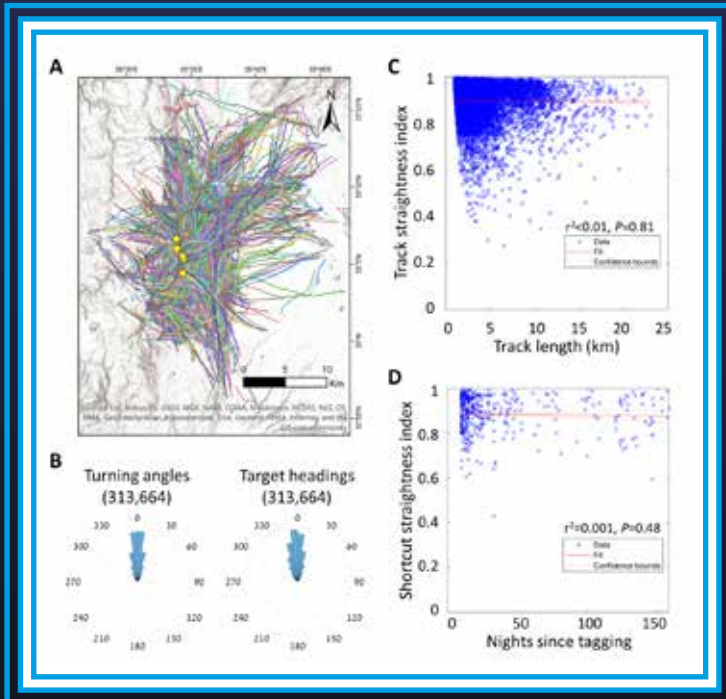 A
N
0
5
10
Km
B
Turning angles
(313,664)
Target headings
(313,664)
0
330
30
300
60
270
90
240
120
210
150
180
0
330
30
300
60
270
90
240
120
210
150
180
C
Track straightness index
1
0.8
0.6
0.4
0.2
0
r²<0.01, P=0.81
Data
Fit
Confidence bounds
0
5
10
15
20
25
Track length (km)
D
Shortcut straightness index
1
0.8
0.6
0.4
0.2
0
r²=0.001, P=0.48
Data
Fit
Confidence bounds
0
50
100
150
Nights since tagging